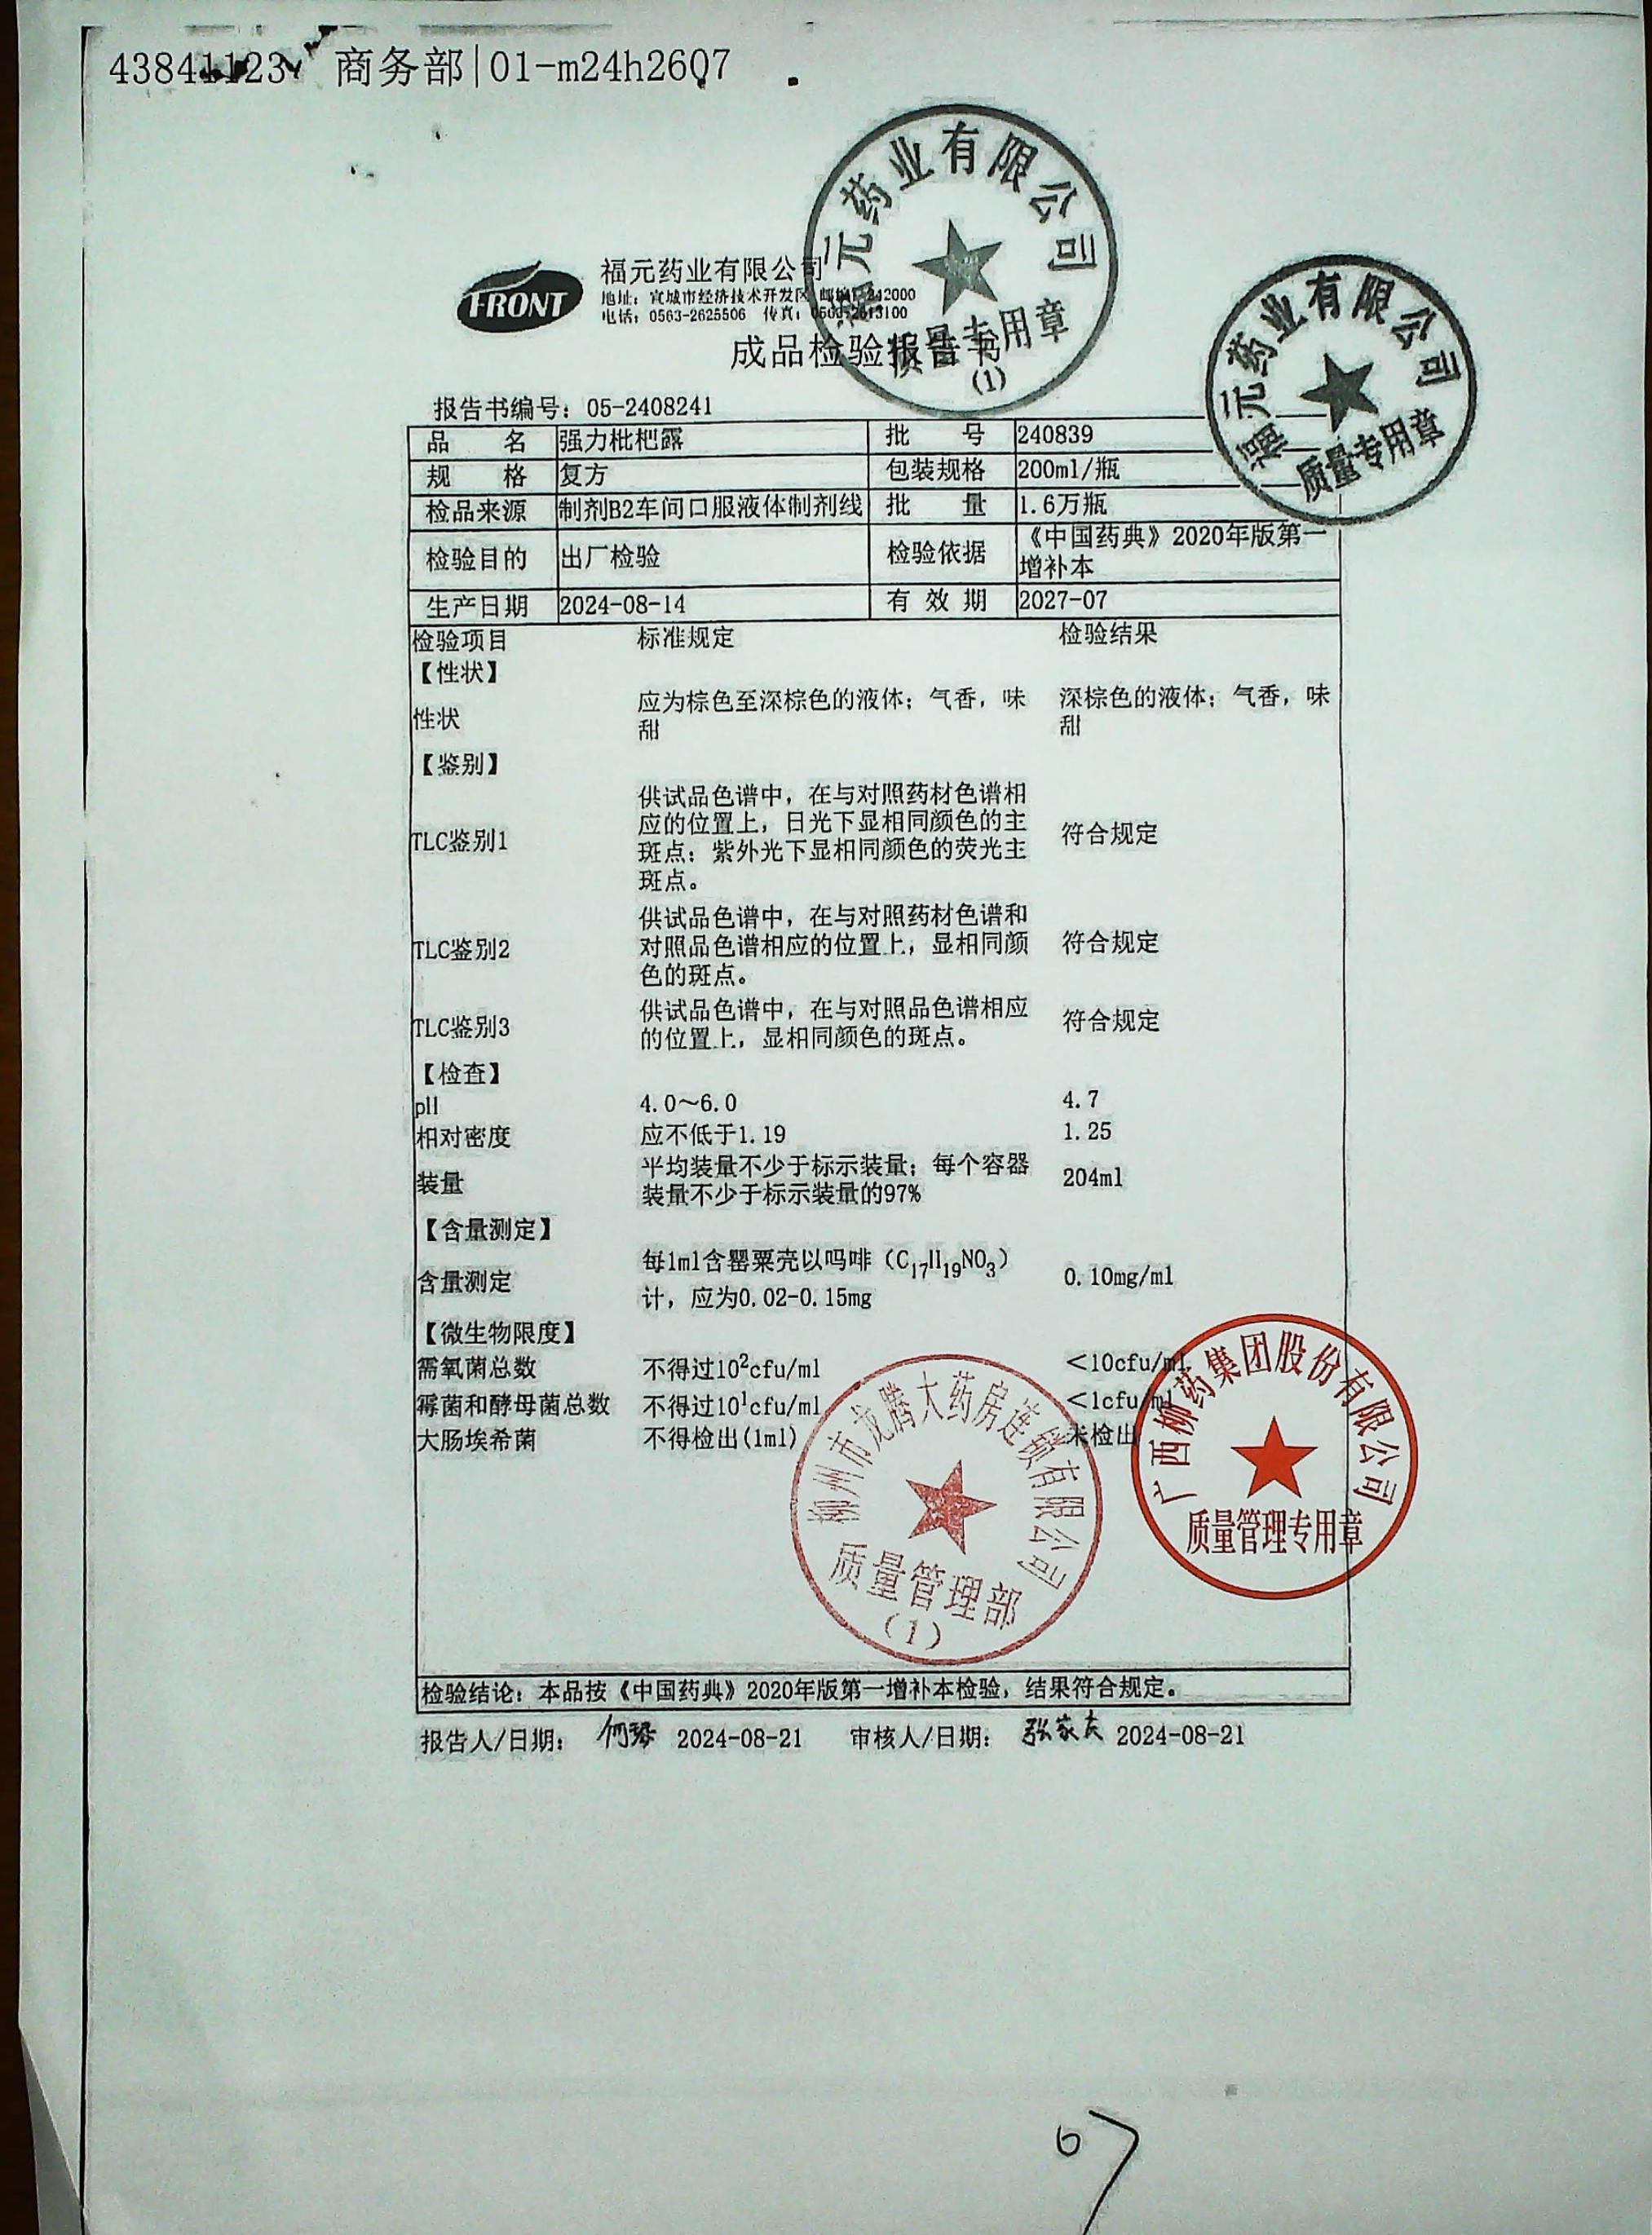 43841123 商务部|01-m24h2607
福元药业有限公司
质量专用章
(1)
福元药业有限公司
质量专用章
FRONT
福元药业有限公司
地址：宣城市经济技术开发区 邮编：242000
电话：0563-2625506 传真：0563-2613100
成品检验报告书
报告书编号：05-2408241
品 名 强力枇杷露 批 号 240839
规 格 复方 包装规格 200ml/瓶
检品来源 制剂B2车间口服液体制剂线 批 量 1.6万瓶
检验目的 出厂检验 检验依据 《中国药典》2020年版第一
增补本
生产日期 2024-08-14 有 效 期 2027-07
检验项目 标准规定 检验结果
【性状】
性状 应为棕色至深棕色的液体；气香，味 深棕色的液体；气香，味
甜 甜
【鉴别】
供试品色谱中，在与对照药材色谱相
应的位置上，日光下显相同颜色的主
TLC鉴别1 斑点；紫外光下显相同颜色的荧光主 符合规定
斑点。
供试品色谱中，在与对照药材色谱和
TLC鉴别2 对照品色谱相应的位置上，显相同颜 符合规定
色的斑点。
供试品色谱中，在与对照品色谱相应
TLC鉴别3 的位置上，显相同颜色的斑点。 符合规定
【检查】
pH 4.0～6.0 4.7
相对密度 应不低于1.19 1.25
平均装量不少于标示装量；每个容器
装量 装量不少于标示装量的97% 204ml
【含量测定】
每1ml含罂粟壳以吗啡（C₁₇H₁₉NO₃）
含量测定 计，应为0.02-0.15mg 0.10mg/ml
【微生物限度】
需氧菌总数 不得过10²cfu/ml <10cfu/ml
霉菌和酵母菌总数 不得过10¹cfu/ml <1cfu/ml
大肠埃希菌 不得检出(1ml) 未检出
柳州市龙腾大药房连锁有限公司
质量管理部
(1)
广西柳药集团股份有限公司
质量管理专用章
检验结论：本品按《中国药典》2020年版第一增补本检验，结果符合规定。
报告人/日期： 何琴 2024-08-21 审核人/日期： 2024-08-21
07